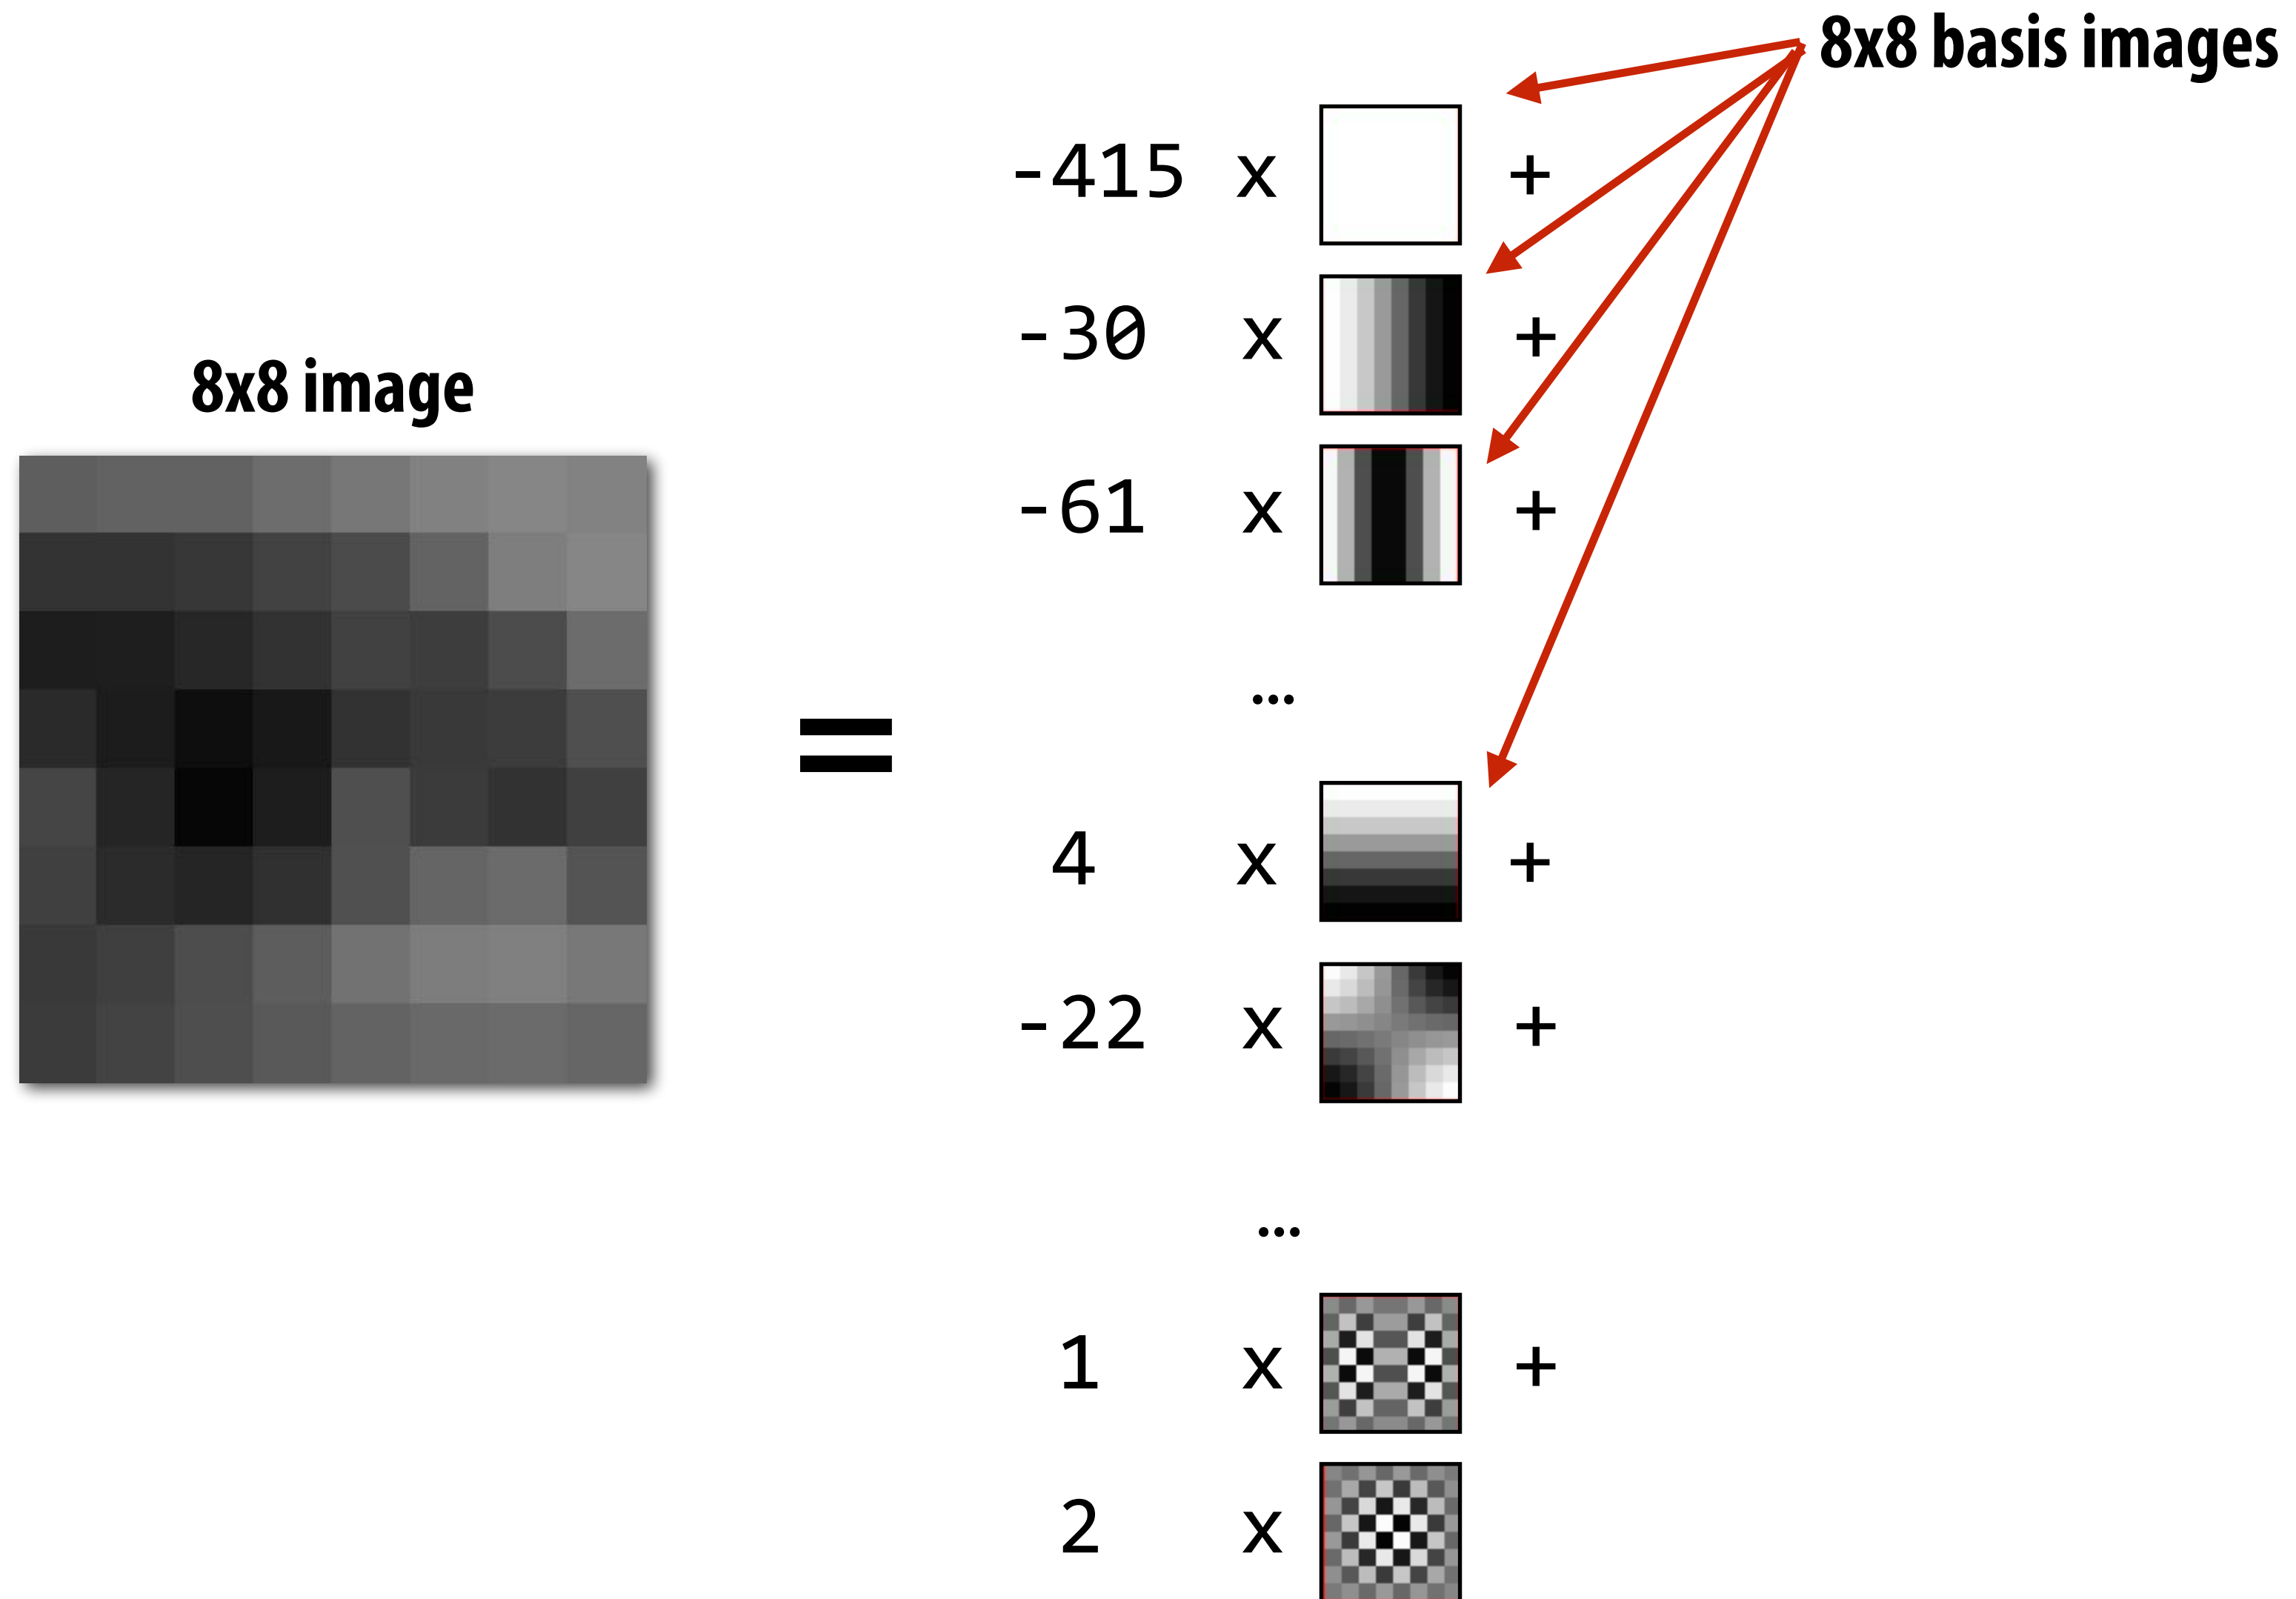 8x8 basis images
-415 x +
-30 x +
8x8 image
-61 x +
...
=
4 x +
-22 x +
...
1 x +
2 x